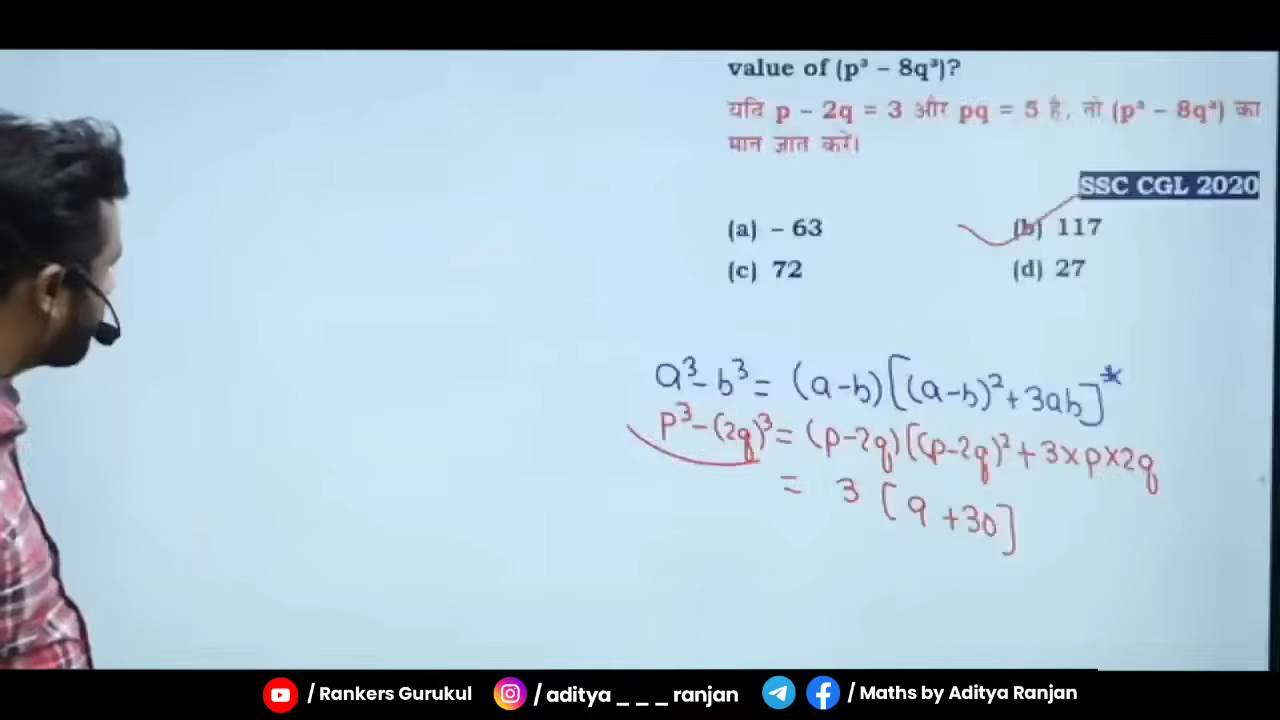 value of (p³ – 8q³)?
यदि p – 2q = 3 और pq = 5 है, तो (p³ – 8q³) का
मान ज्ञात करें।
SSC CGL 2020
(a) – 63 (b) 117
(c) 72 (d) 27
a³-b³ = (a-b)[(a-b)²+3ab]*
p³-(2q)³ = (p-2q)[(p-2q)²+3×p×2q
= 3 [9+30]
/ Rankers Gurukul / aditya _ _ _ ranjan / Maths by Aditya Ranjan